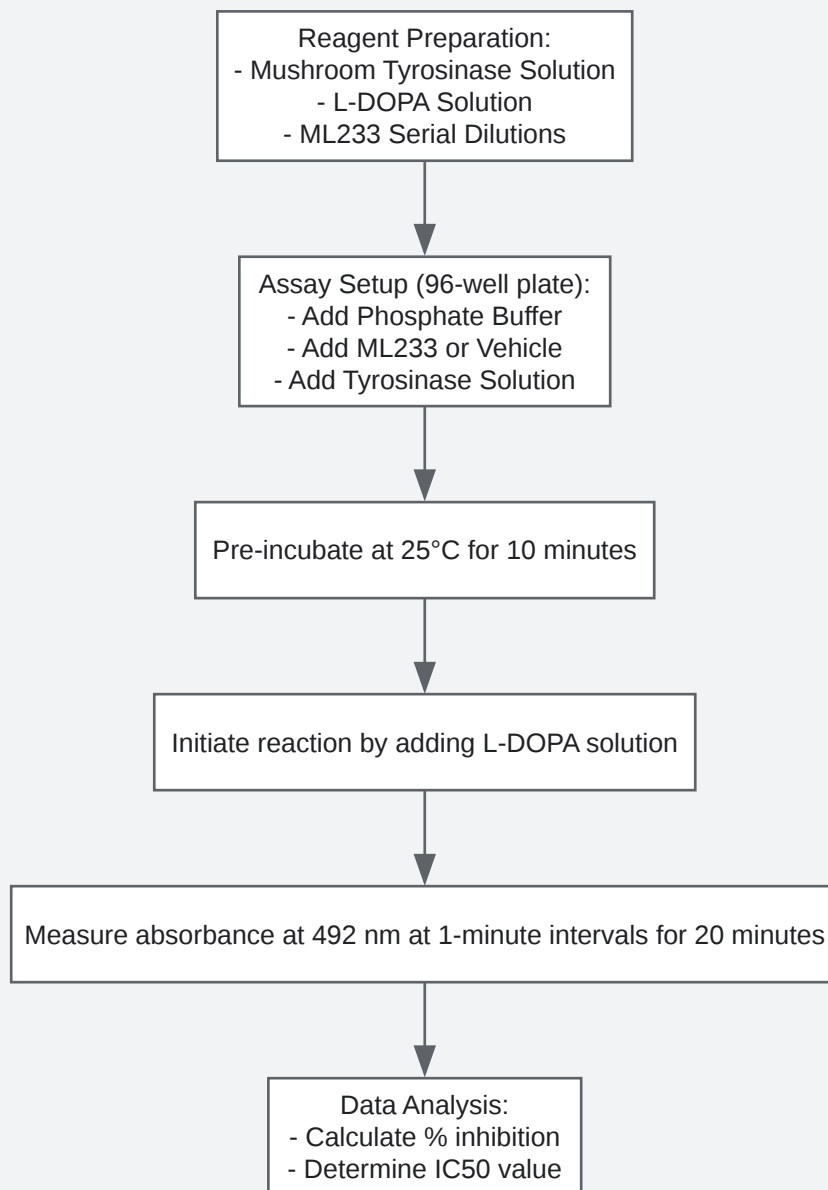 Reagent Preparation:
- Mushroom Tyrosinase Solution
- L-DOPA Solution
- ML233 Serial Dilutions
Assay Setup (96-well plate):
- Add Phosphate Buffer
- Add ML233 or Vehicle
- Add Tyrosinase Solution
Pre-incubate at 25°C for 10 minutes
Initiate reaction by adding L-DOPA solution
Measure absorbance at 492 nm at 1-minute intervals for 20 minutes
Data Analysis:
- Calculate % inhibition
- Determine IC50 value